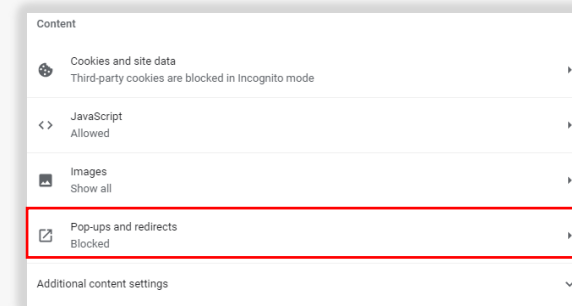 Content
Cookies and site data
Third-party cookies are blocked in Incognito mode
JavaScript
Allowed
Images
Show all
Pop-ups and redirects
Blocked
Additional content settings